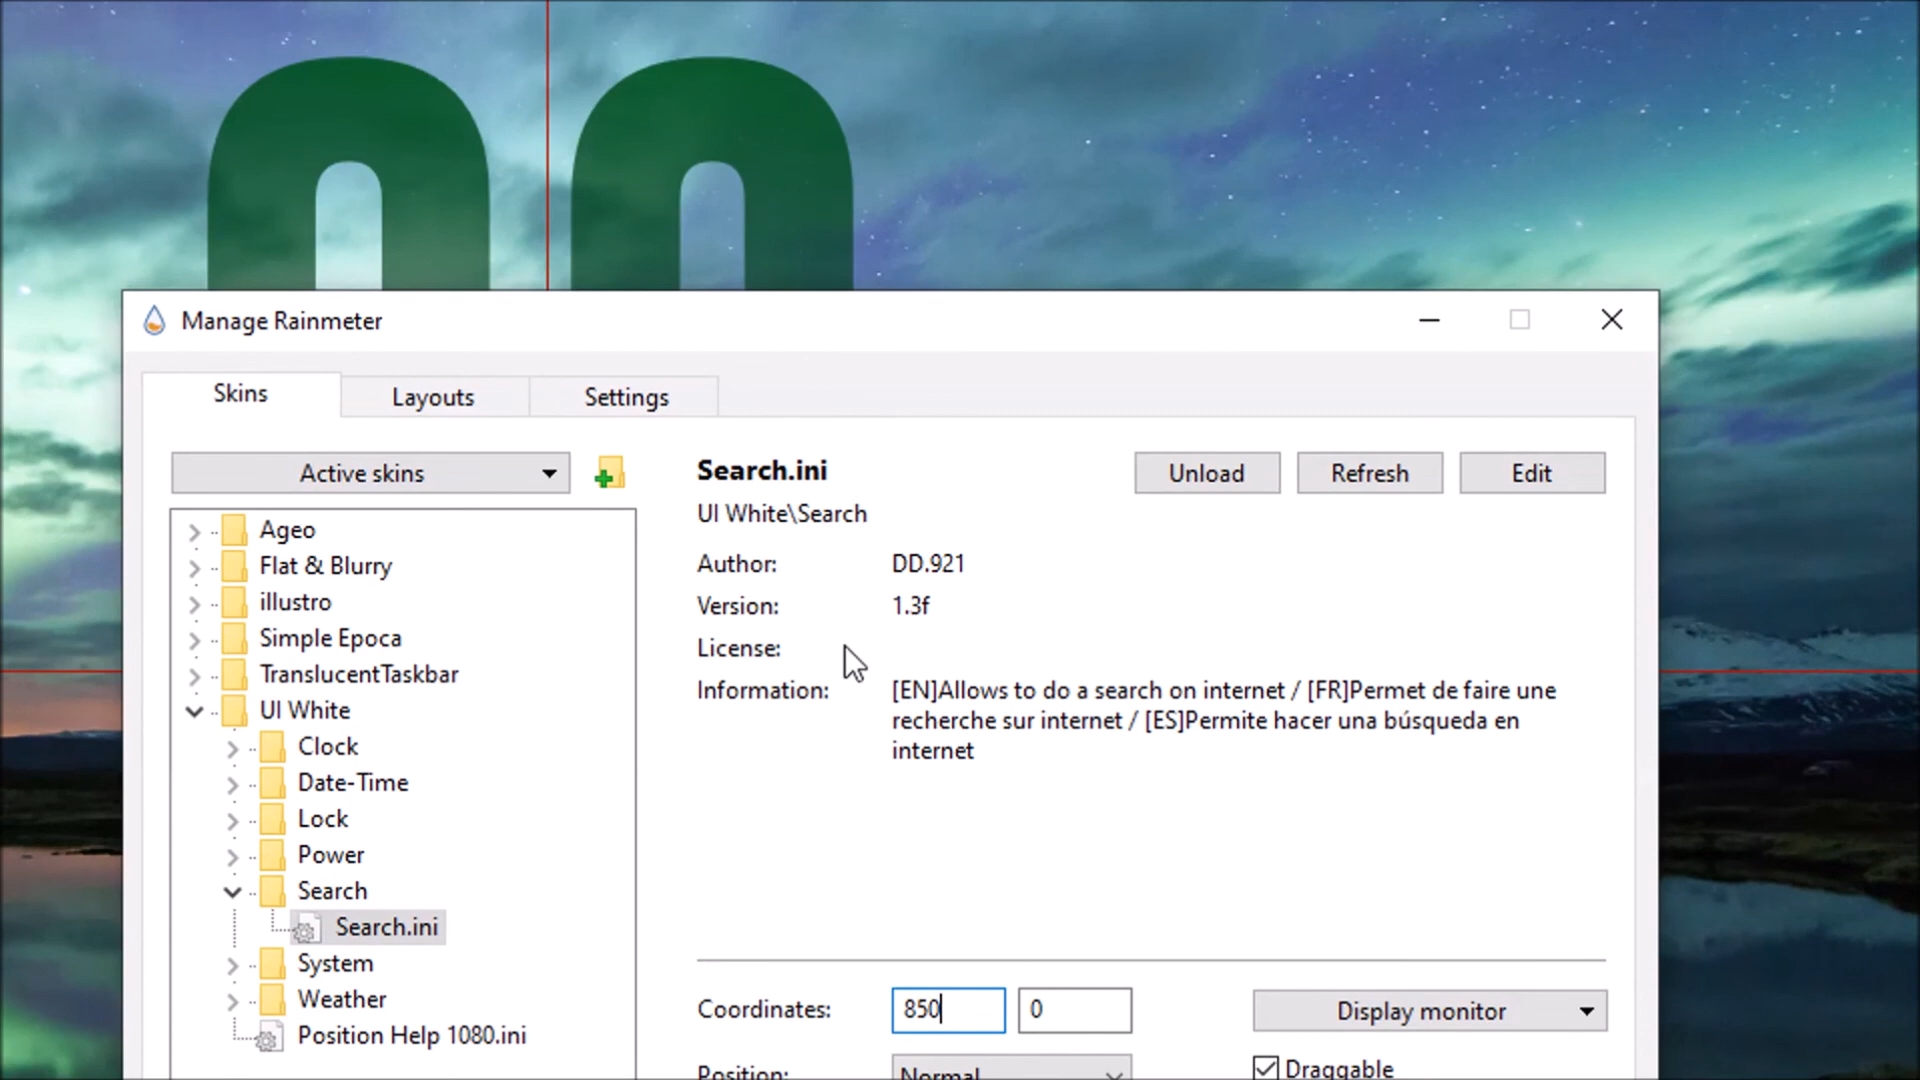 00
Manage Rainmeter
Skins
Layouts
Settings
Active skins
Search.ini
Unload
Refresh
Edit
UI White\Search
Author:
DD.921
Version:
1.3f
License:
Information:
[EN]Allows to do a search on internet / [FR]Permet de faire une
recherche sur internet / [ES]Permite hacer una búsqueda en
internet
Ageo
Flat & Blurry
illustro
Simple Epoca
TranslucentTaskbar
UI White
Clock
Date-Time
Lock
Power
Search
Search.ini
System
Weather
Position Help 1080.ini
Coordinates:
850
0
Display monitor
Position:
Normal
Draggable